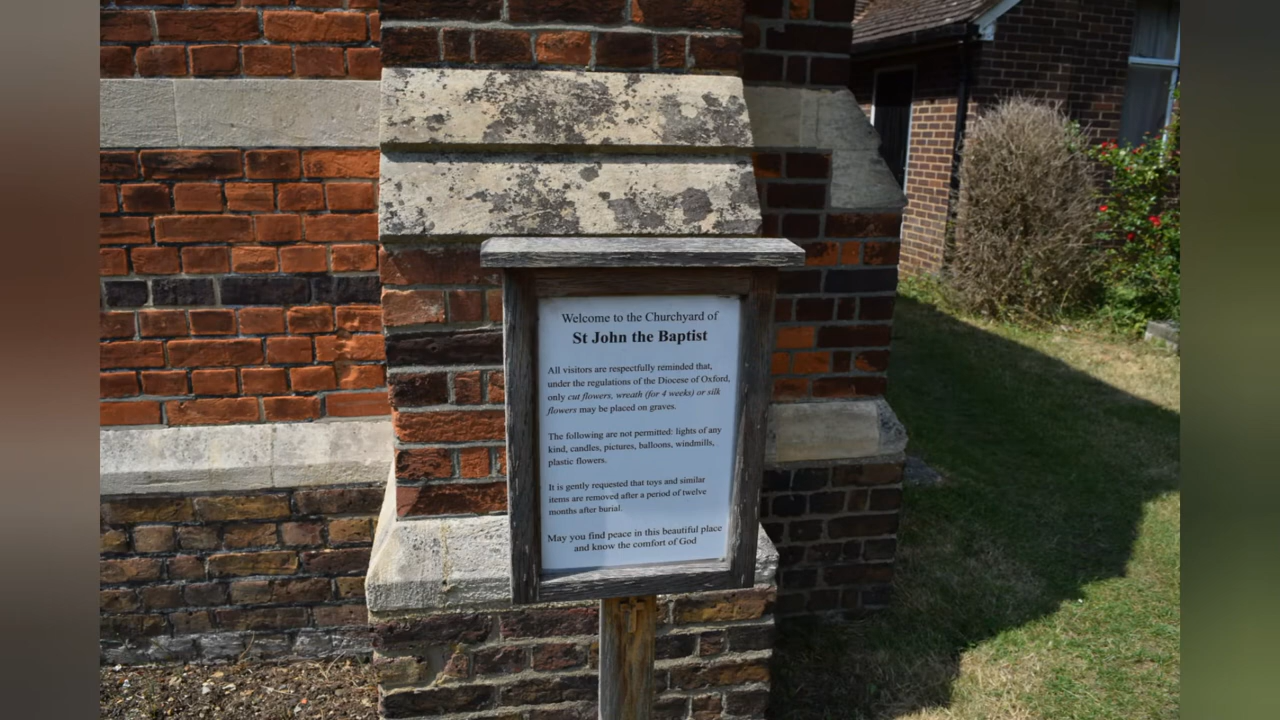 Welcome to the Churchyard of
St John the Baptist
All visitors are respectfully reminded that,
under the regulations of the Diocese of Oxford,
only cut flowers, wreath (for 4 weeks) or silk
flowers may be placed on graves.
The following are not permitted: lights of any
kind, candles, pictures, balloons, windmills,
plastic flowers.
It is gently requested that toys and similar
items are removed after a period of twelve
months after burial.
May you find peace in this beautiful place
and know the comfort of God